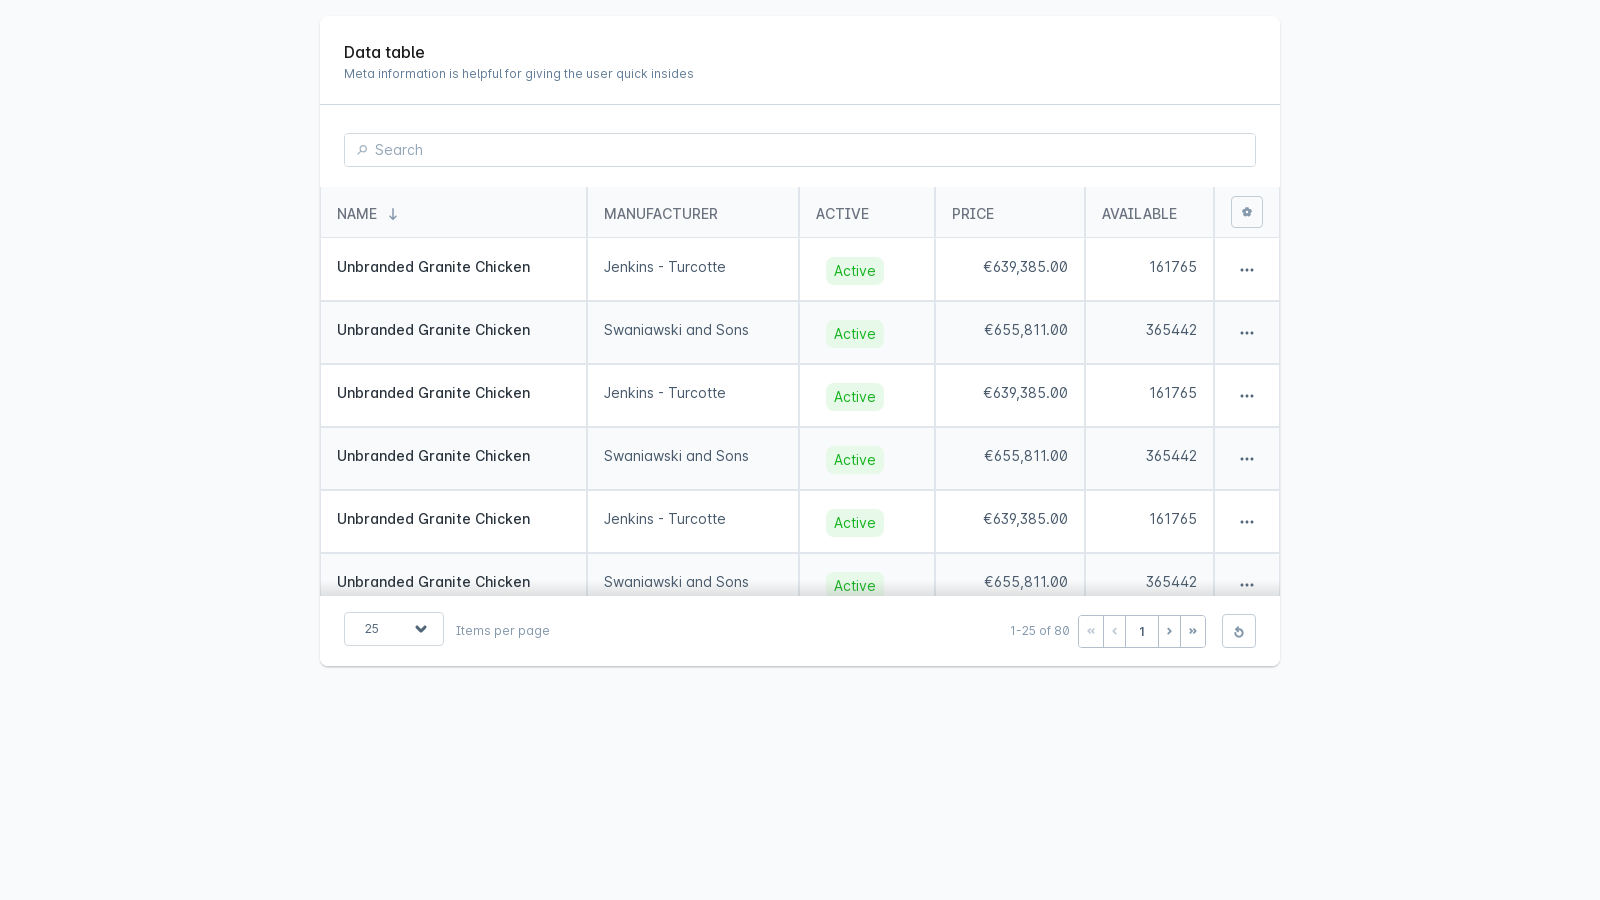 Data table
Meta information is helpful for giving the user quick insides
Search
NAME MANUFACTURER ACTIVE PRICE AVAILABLE
Unbranded Granite Chicken Jenkins - Turcotte Active €639,385.00 161765
Unbranded Granite Chicken Swaniawski and Sons Active €655,811.00 365442
Unbranded Granite Chicken Jenkins - Turcotte Active €639,385.00 161765
Unbranded Granite Chicken Swaniawski and Sons Active €655,811.00 365442
Unbranded Granite Chicken Jenkins - Turcotte Active €639,385.00 161765
Unbranded Granite Chicken Swaniawski and Sons Active €655,811.00 365442
25 Items per page 1-25 of 80 « ‹ 1 › »